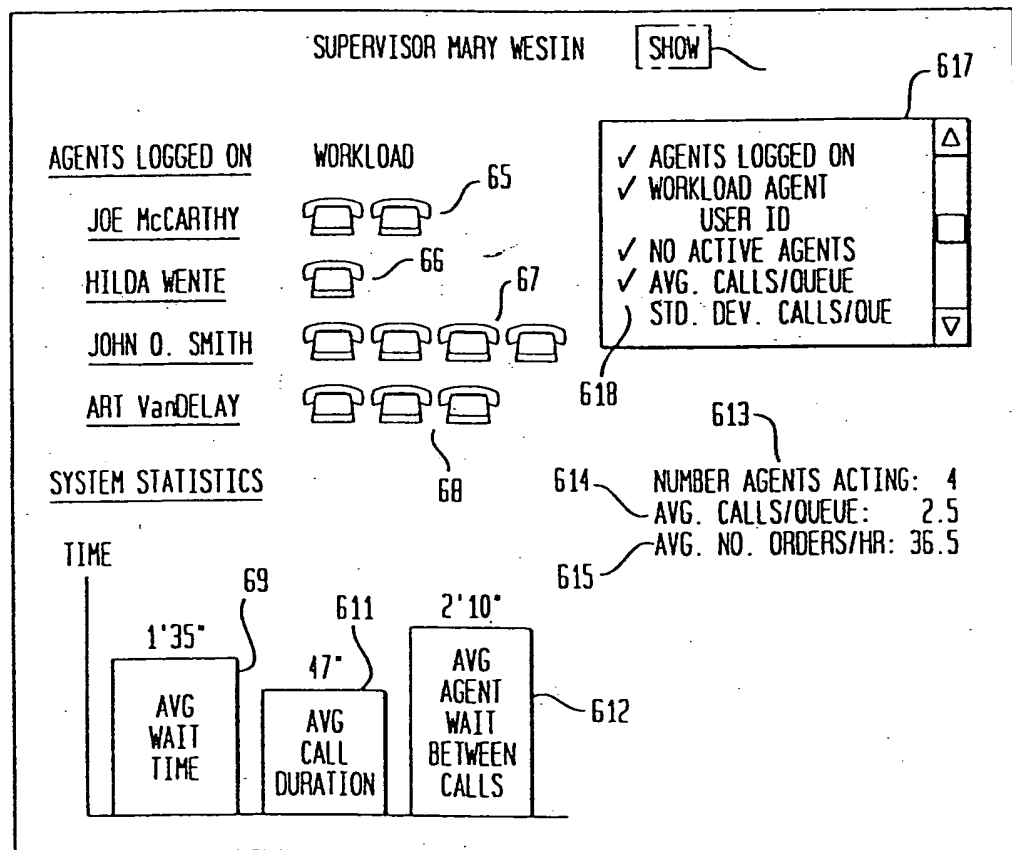 SUPERVISOR MARY WESTIN SHOW
617
AGENTS LOGGED ON WORKLOAD
✓ AGENTS LOGGED ON
✓ WORKLOAD AGENT
USER ID
✓ NO ACTIVE AGENTS
✓ AVG. CALLS/QUEUE
STD. DEV. CALLS/QUE
618
JOE McCARTHY
65
HILDA WENTE
66
JOHN O. SMITH
67
ART VanDELAY
68
SYSTEM STATISTICS
613
NUMBER AGENTS ACTING: 4
614 AVG. CALLS/QUEUE: 2.5
615 AVG. NO. ORDERS/HR: 36.5
TIME
1'35"
69
AVG
WAIT
TIME
47"
611
AVG
CALL
DURATION
2'10"
AVG
AGENT
WAIT
BETWEEN
CALLS
612